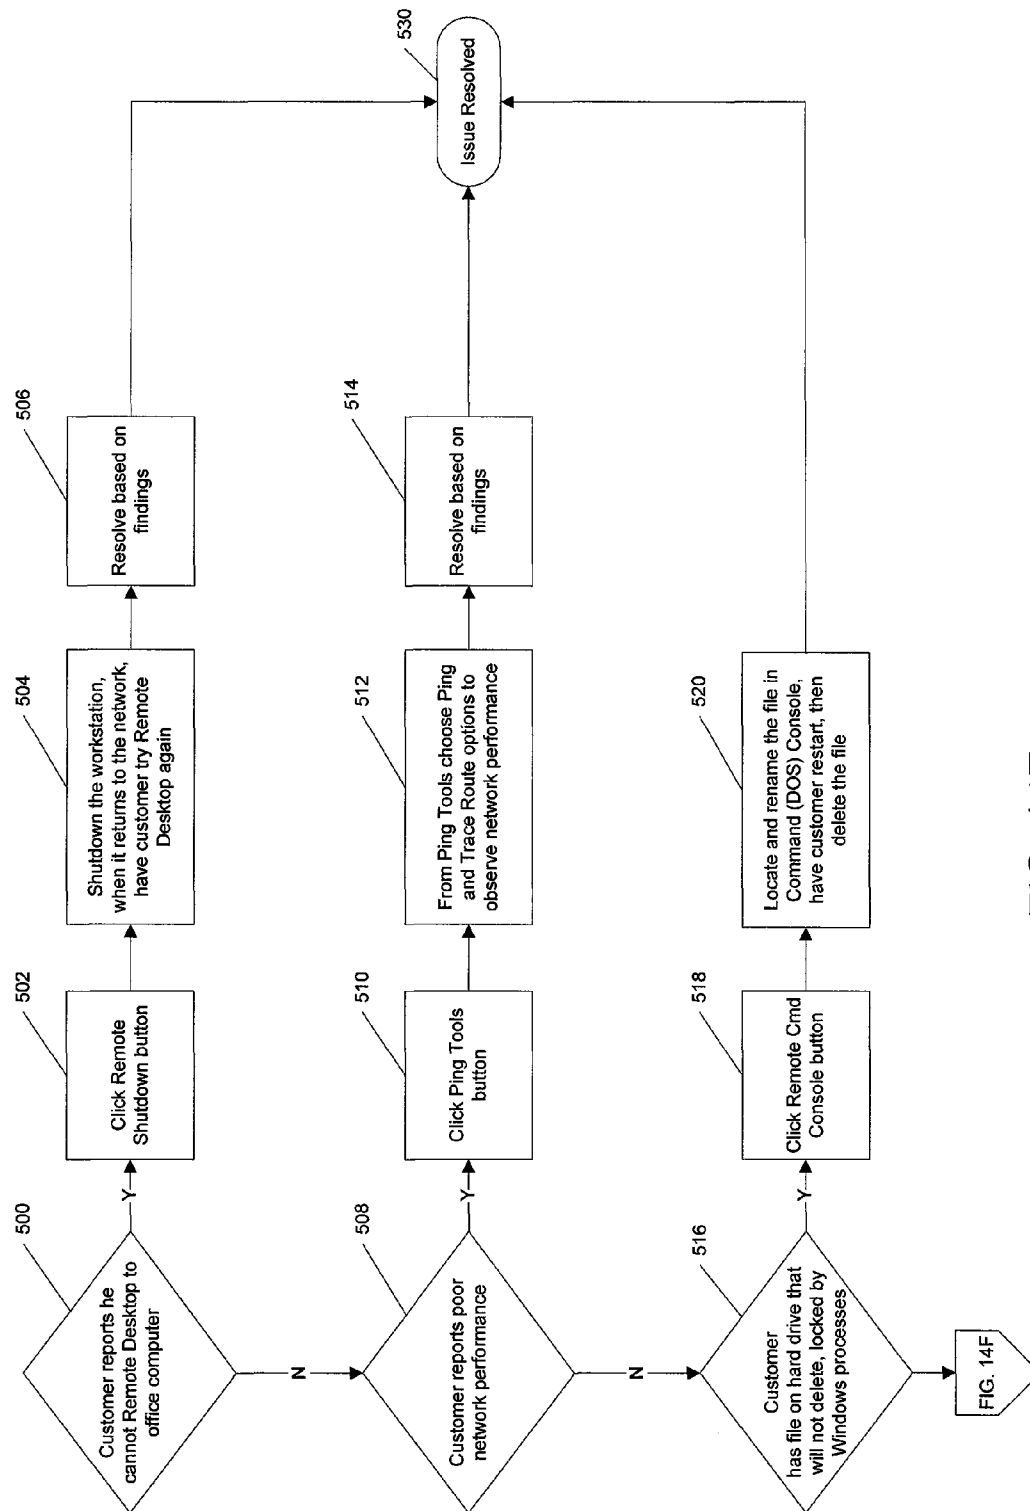 Customer reports he
cannot Remote Desktop to
office computer
500
Y
Click Remote
Shutdown button
502
Shutdown the workstation,
when it returns to the network,
have customer try Remote
Desktop again
504
Resolve based on
findings
506
N
Customer reports poor
network performance
508
Y
Click Ping Tools
button
510
From Ping Tools choose Ping
and Trace Route options to
observe network performance
512
Resolve based on
findings
514
Issue Resolved
530
N
Customer
has file on hard drive that
will not delete, locked by
Windows processes
516
Y
Click Remote Cmd
Console button
518
Locate and rename the file in
Command (DOS) Console,
have customer restart, then
delete the file
520
FIG. 14F